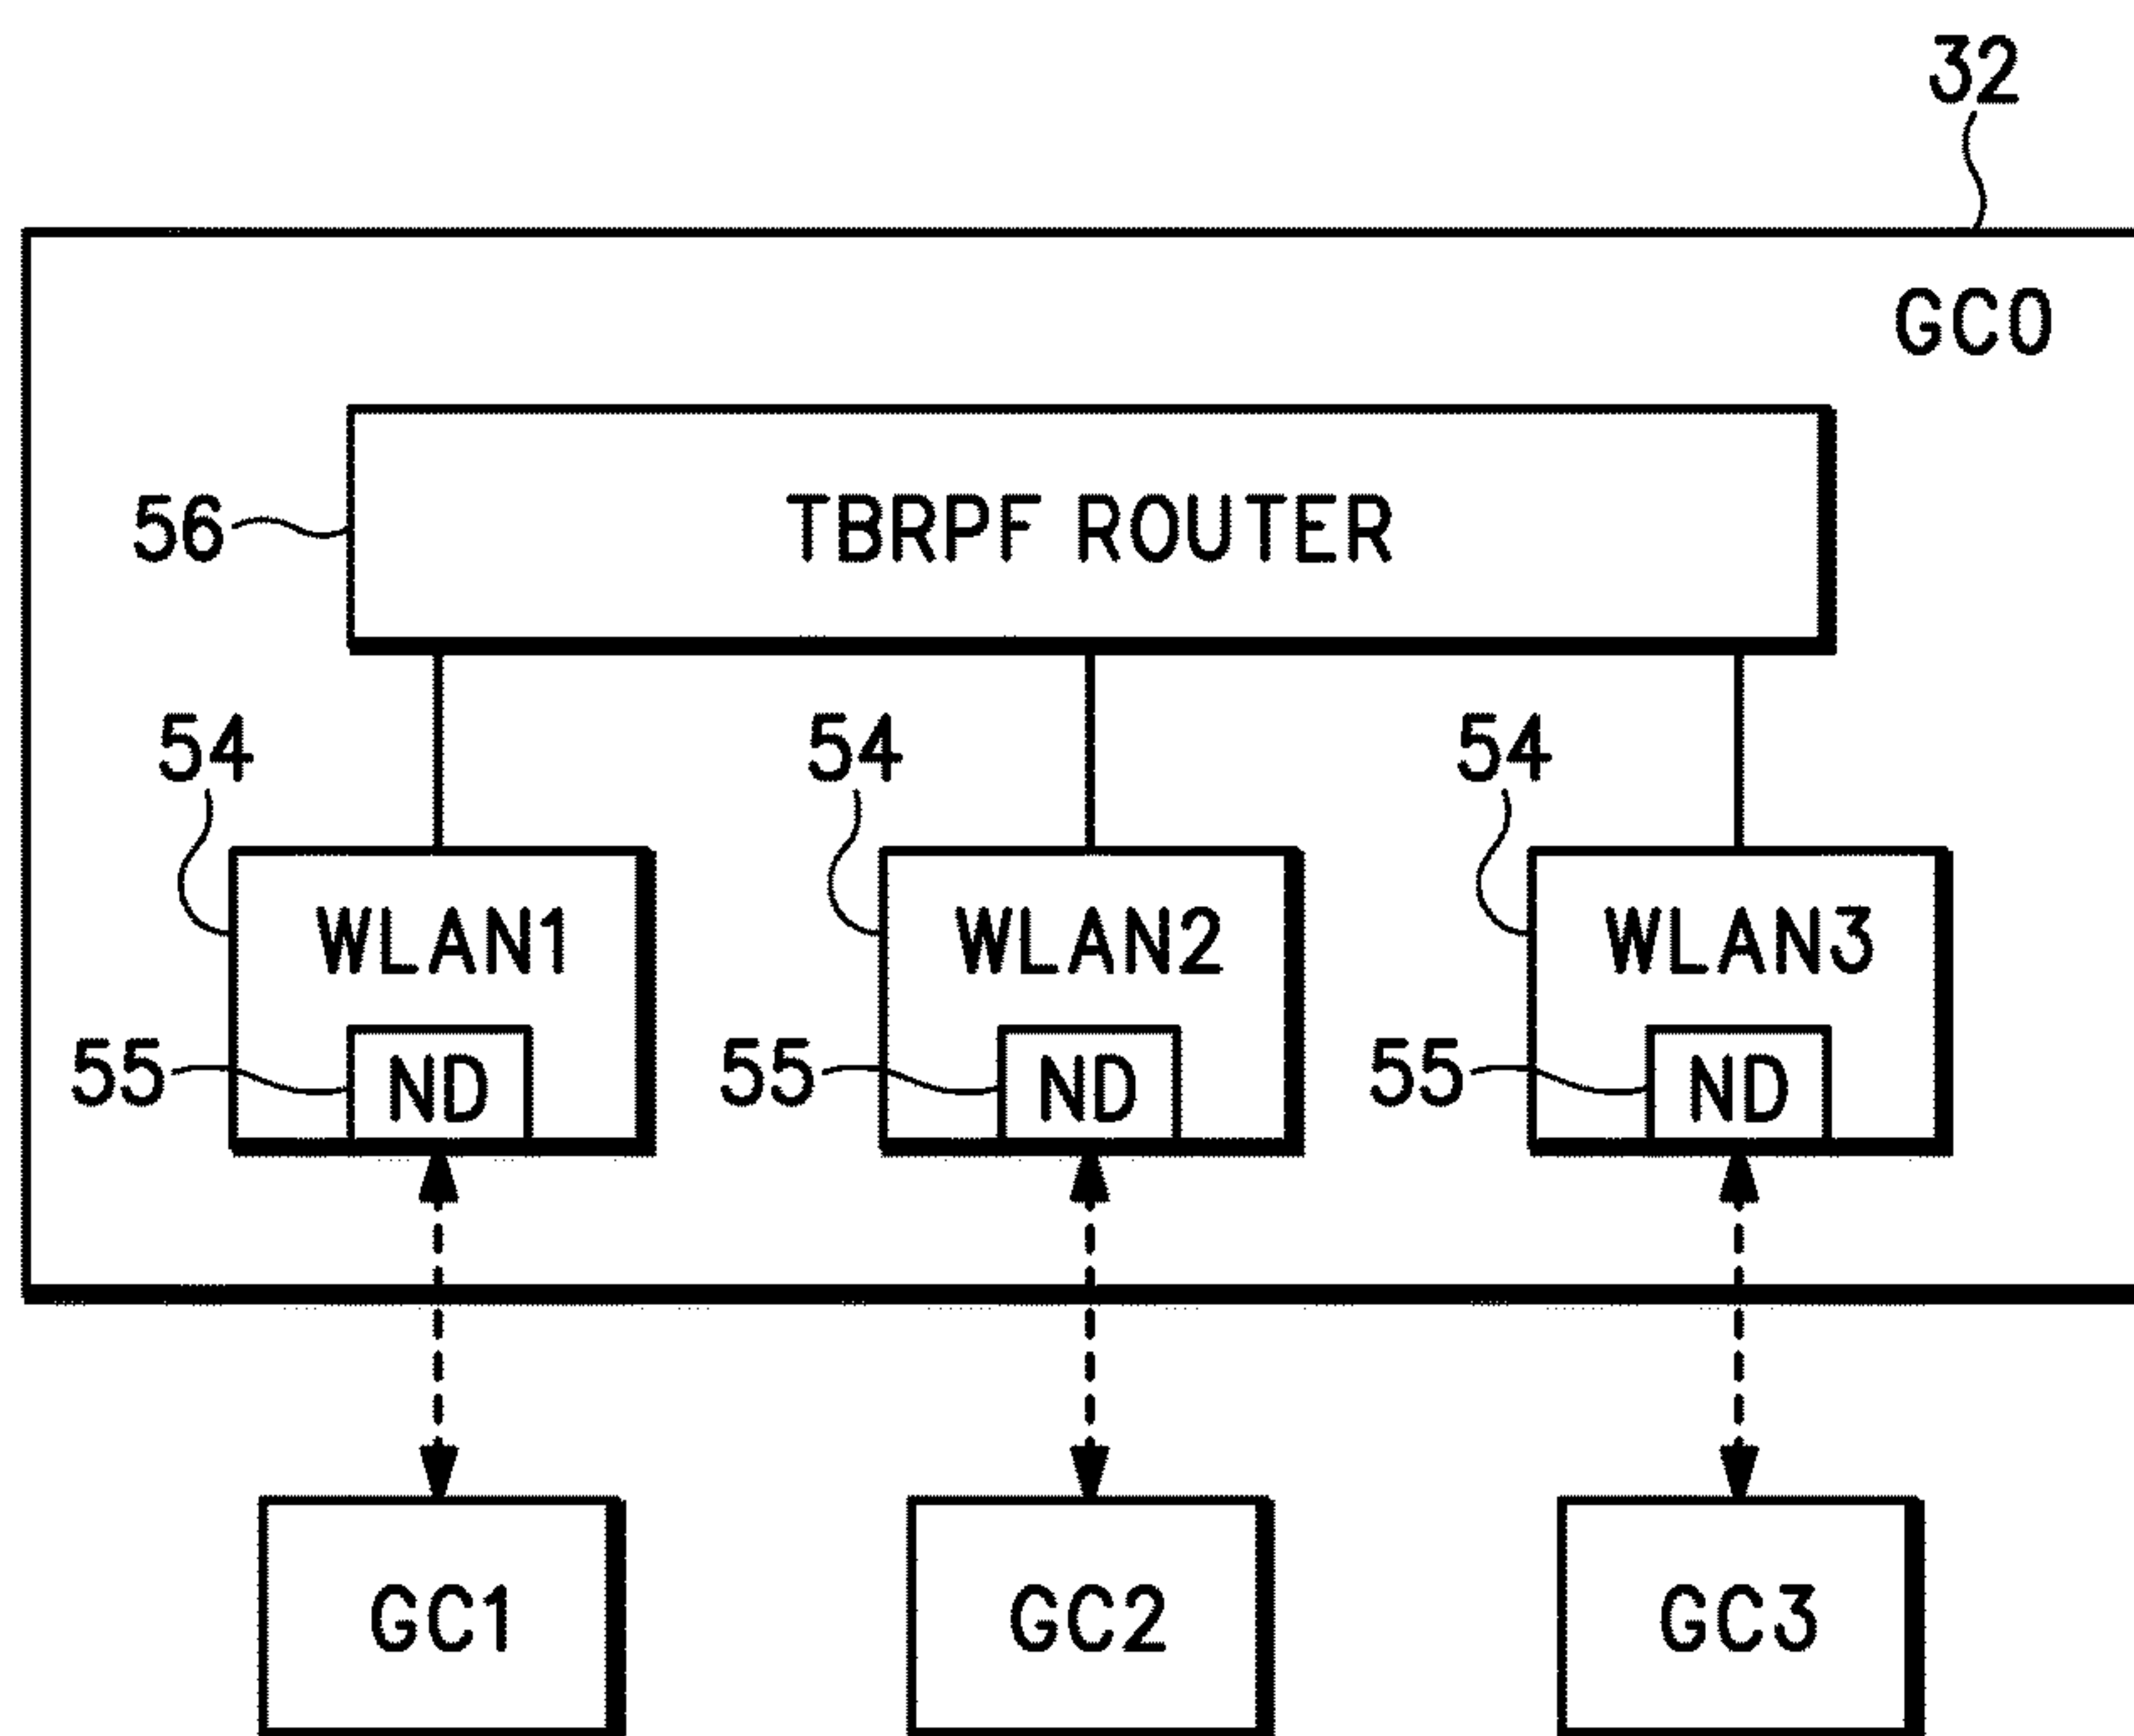 32
GC0
56
TBRPF ROUTER
54 54 54
WLAN1 WLAN2 WLAN3
55 ND 55 ND 55 ND
GC1 GC2 GC3